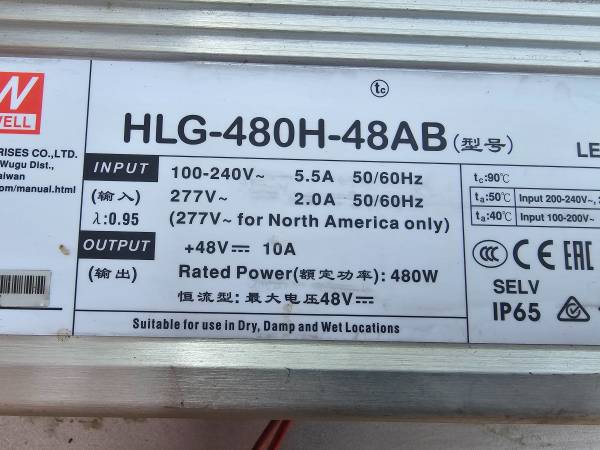 WELL
tc
HLG-480H-48AB(型号)
RISES CO.,LTD.
Wugu Dist.,
aiwan
om/manual.html
LE
INPUT
(输入)
λ:0.95
100-240V~ 5.5A 50/60Hz
277V~ 2.0A 50/60Hz
(277V~ for North America only)
OUTPUT
(输出)
+48V⎓ 10A
Rated Power(额定功率): 480W
恒流型: 最大电压48V⎓
Suitable for use in Dry, Damp and Wet Locations
tc:90℃
ta:50℃ Input 200-240V~,
ta:40℃ Input 100-200V~
CCC CE EAC
SELV
IP65